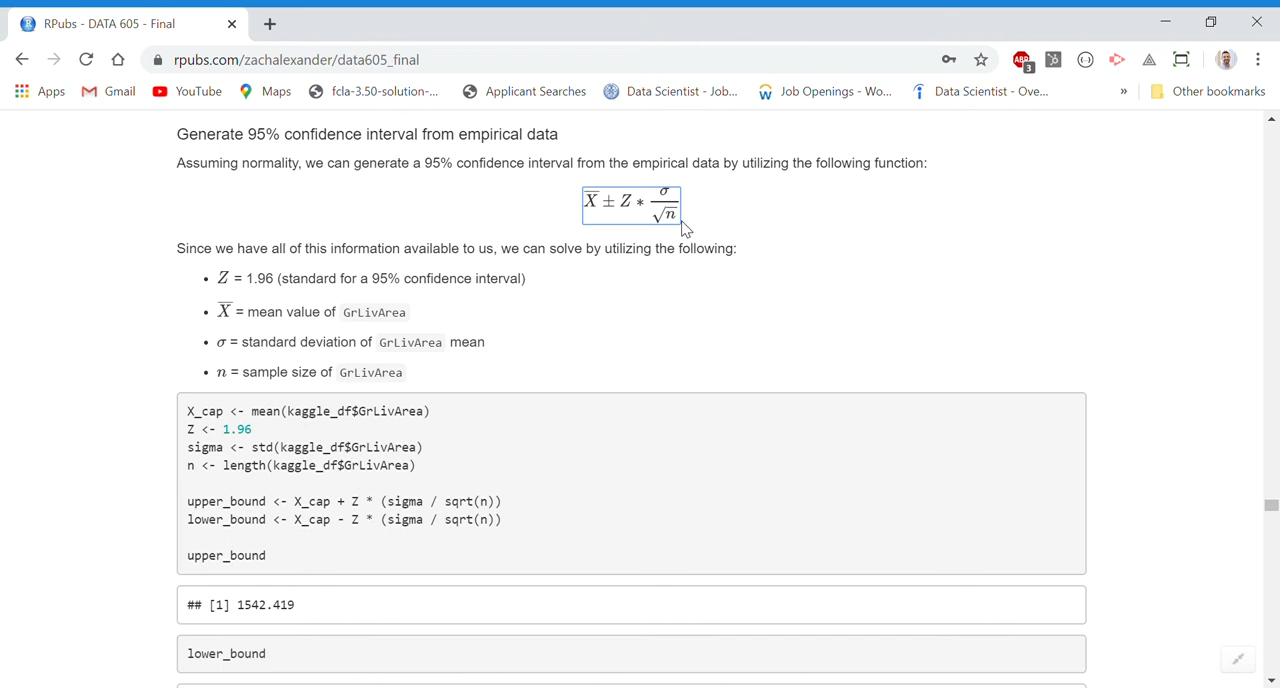 RPubs - DATA 605 - Final
rpubs.com/zachalexander/data605_final
ABP
3
Apps Gmail YouTube Maps fcla-3.50-solution-... Applicant Searches Data Scientist - Job... Job Openings - Wo... Data Scientist - Ove... » Other bookmarks
Generate 95% confidence interval from empirical data
Assuming normality, we can generate a 95% confidence interval from the empirical data by utilizing the following function:
X̅ ± Z * σ/√n
Since we have all of this information available to us, we can solve by utilizing the following:
• Z = 1.96 (standard for a 95% confidence interval)
• X̅ = mean value of GrLivArea
• σ = standard deviation of GrLivArea mean
• n = sample size of GrLivArea
X_cap <- mean(kaggle_df$GrLivArea)
Z <- 1.96
sigma <- std(kaggle_df$GrLivArea)
n <- length(kaggle_df$GrLivArea)
upper_bound <- X_cap + Z * (sigma / sqrt(n))
lower_bound <- X_cap - Z * (sigma / sqrt(n))
upper_bound
## [1] 1542.419
lower_bound